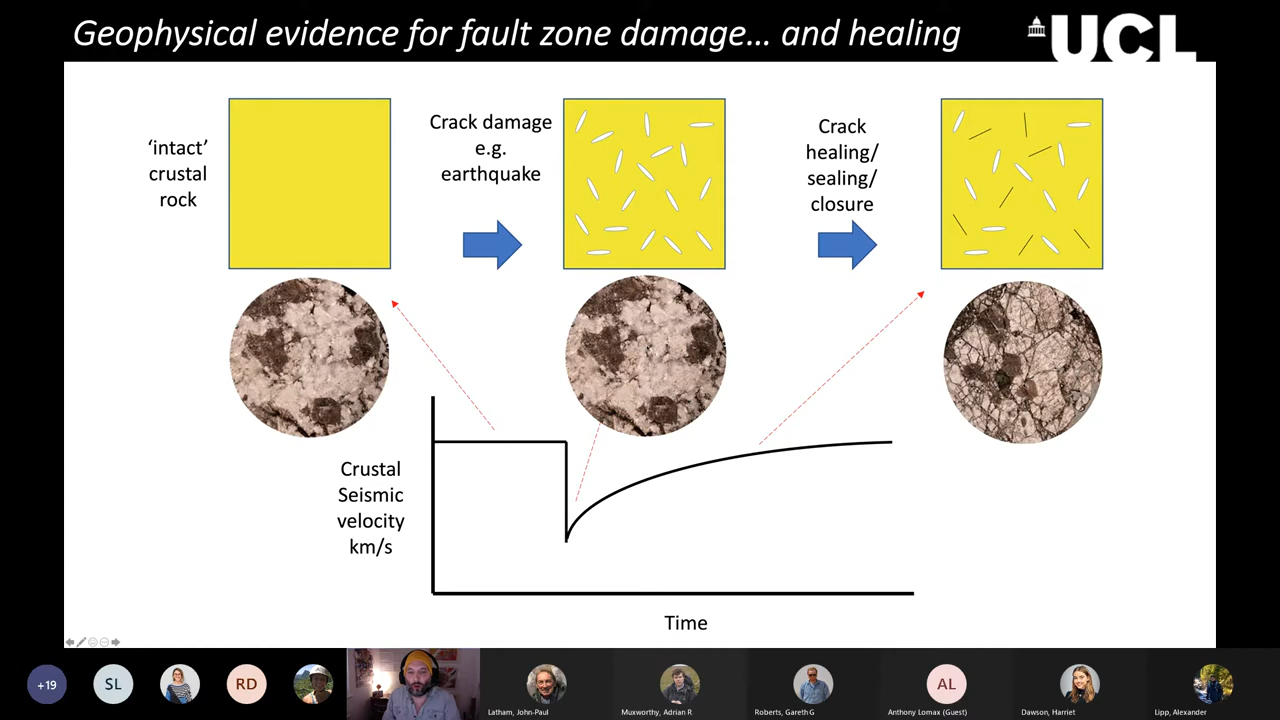 Geophysical evidence for fault zone damage… and healing
UCL
‘intact’
crustal
rock
Crack damage
e.g.
earthquake
Crack
healing/
sealing/
closure
Crustal
Seismic
velocity
km/s
Time
+19
SL
RD
AL
Latham, John-Paul
Muxworthy, Adrian R
Roberts, Gareth G
Anthony Lomax (Guest)
Dawson, Harriet
Lipp, Alexander